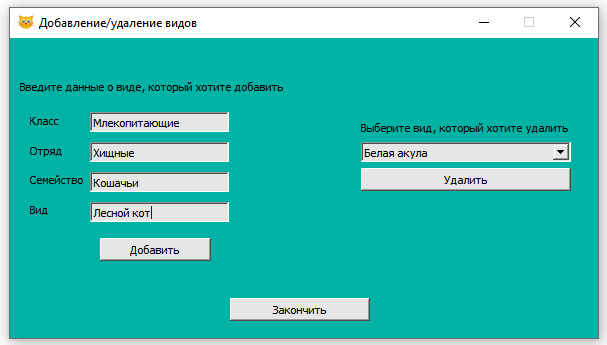 Добавление/удаление видов
Введите данные о виде, который хотите добавить
Класс Млекопитающие
Отряд Хищные
Семейство Кошачьи
Вид Лесной кот
Добавить
Выберите вид, который хотите удалить
Белая акула
Удалить
Закончить